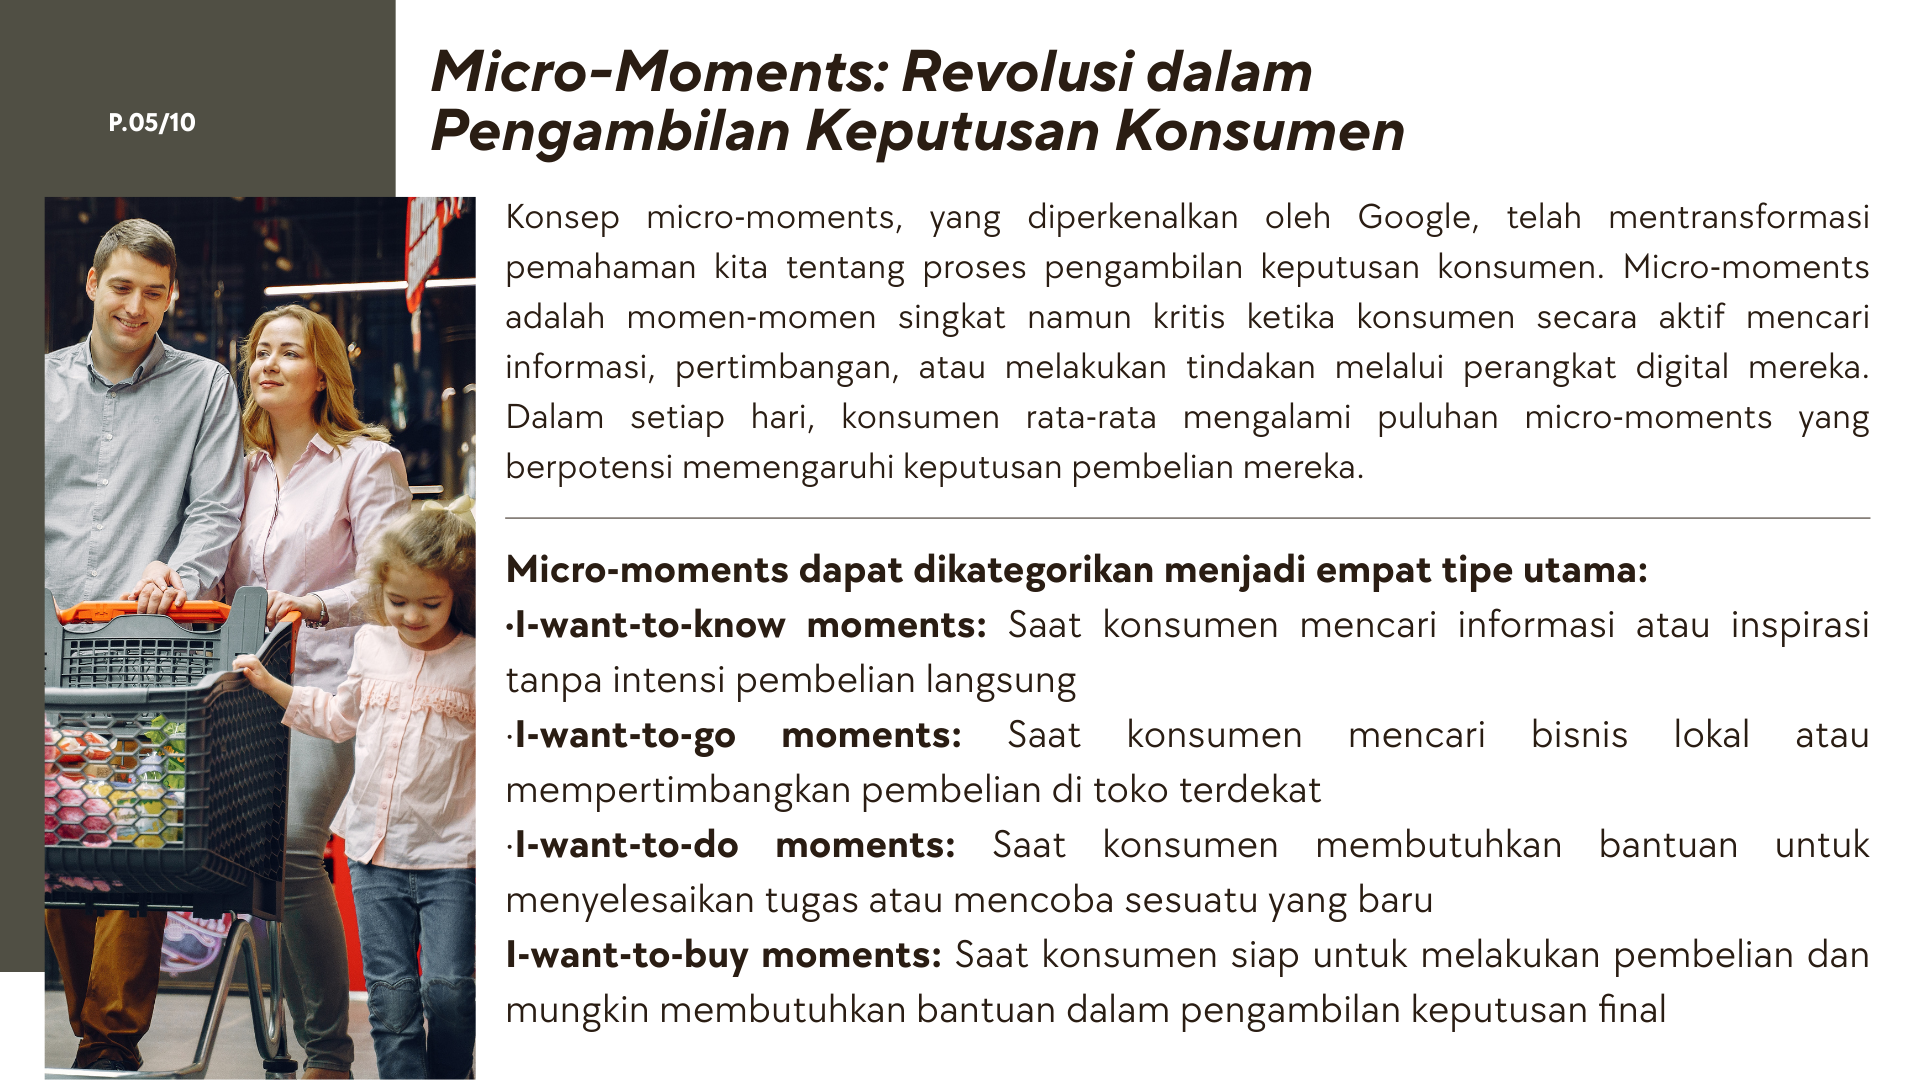 P.05/10
Micro-Moments: Revolusi dalam
Pengambilan Keputusan Konsumen
Konsep micro-moments, yang diperkenalkan oleh Google, telah mentransformasi
pemahaman kita tentang proses pengambilan keputusan konsumen. Micro-moments
adalah momen-momen singkat namun kritis ketika konsumen secara aktif mencari
informasi, pertimbangan, atau melakukan tindakan melalui perangkat digital mereka.
Dalam setiap hari, konsumen rata-rata mengalami puluhan micro-moments yang
berpotensi memengaruhi keputusan pembelian mereka.
Micro-moments dapat dikategorikan menjadi empat tipe utama:
·I-want-to-know moments: Saat konsumen mencari informasi atau inspirasi
tanpa intensi pembelian langsung
·I-want-to-go moments: Saat konsumen mencari bisnis lokal atau
mempertimbangkan pembelian di toko terdekat
·I-want-to-do moments: Saat konsumen membutuhkan bantuan untuk
menyelesaikan tugas atau mencoba sesuatu yang baru
I-want-to-buy moments: Saat konsumen siap untuk melakukan pembelian dan
mungkin membutuhkan bantuan dalam pengambilan keputusan final